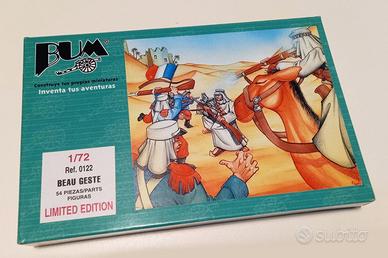 BUM
Construye tus propias miniaturas
Inventa tus aventuras
1/72
Ref. 0122
BEAU GESTE
54 PIEZAS/PARTS
FIGURAS
LIMITED EDITION
subito